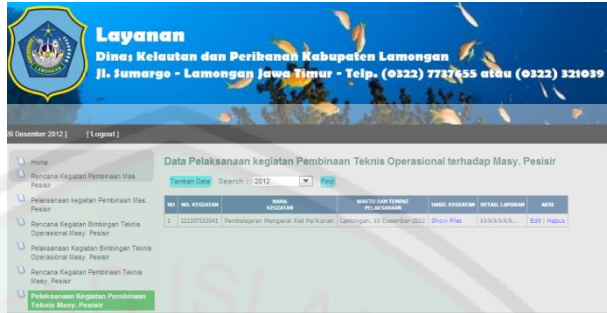 Layanan
Dinas Kelautan dan Perikanan Kabupaten Lamongan
Jl. Sumargo - Lamongan Jawa Timur - Telp. (0322) 7737655 atau (0322) 321039
LAMONGAN
26 Desember 2012 ] [ Logout ]
Home
Rencana Kegiatan Pembinaan Mas. Pesisir
Pelaksanaan kegiatan Pembinaan Mas. Pesisir
Rencana Kegiatan Bimbingan Teknis Operasional Masy. Pesisir
Pelaksanaan Kegiatan Bimbingan Teknis Operasional Masy. Pesisir
Rencana Kegiatan Pembinaan Teknis Masy. Pesisir
Pelaksanaan Kegiatan Pembinaan Teknis Masy. Pesisir
Data Pelaksanaan kegiatan Pembinaan Teknis Operasional terhadap Masy. Pesisir
Tambah Data Search : 2012 Find
NO NO. KEGIATAN NAMA KEGIATAN WAKTU DAN TEMPAT PELAKSANAAN HASIL KEGIATAN DETAIL LAPORAN AKSI
1 Pembelajaran Mengenai Alat Perikanan Lamongan, 15-Desember-2012 Show Files Edit | Hapus